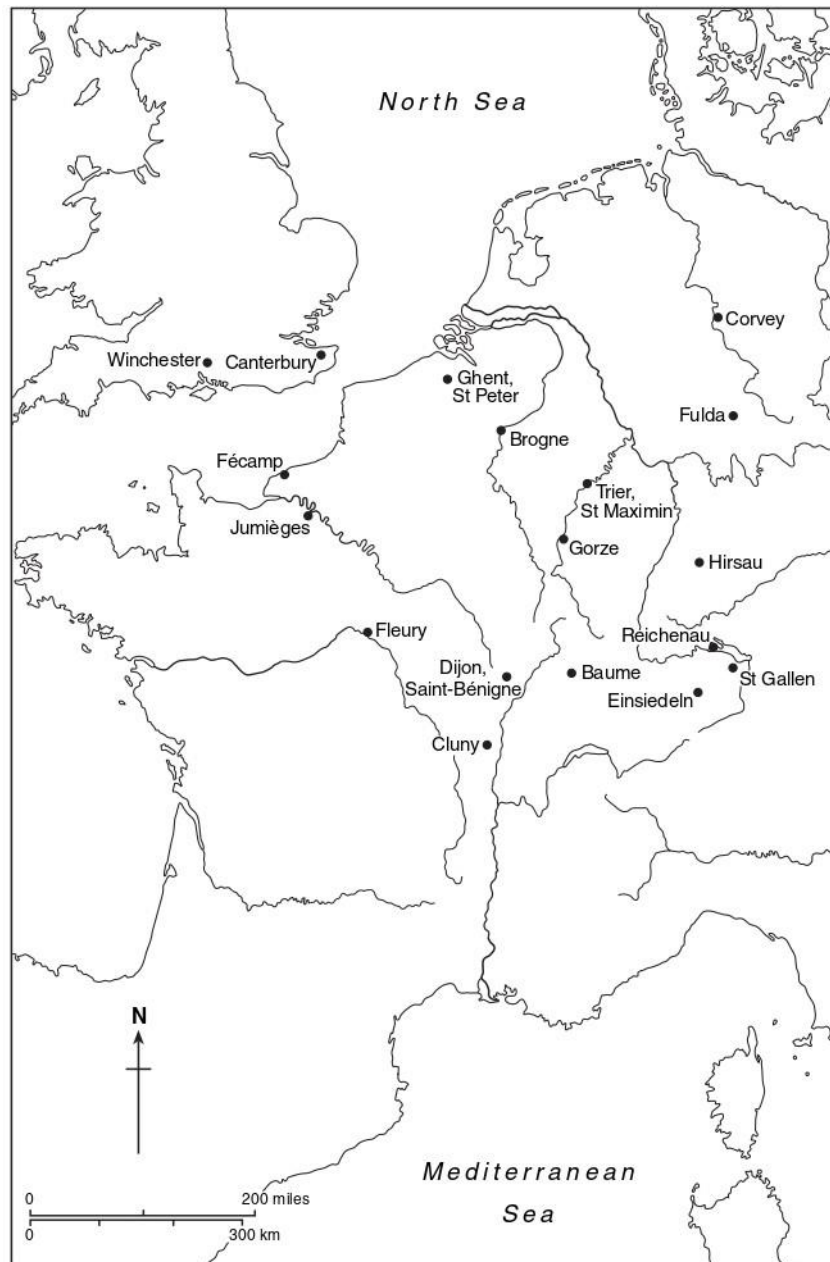 North Sea
Corvey
Winchester
Canterbury
Ghent,
St Peter
Fulda
Brogne
Fécamp
Trier,
St Maximin
Jumièges
Gorze
Hirsau
Fleury
Reichenau
Dijon,
Saint-Bénigne
Baume
St Gallen
Einsiedeln
Cluny
N
Mediterranean
Sea
0
200 miles
0
300 km